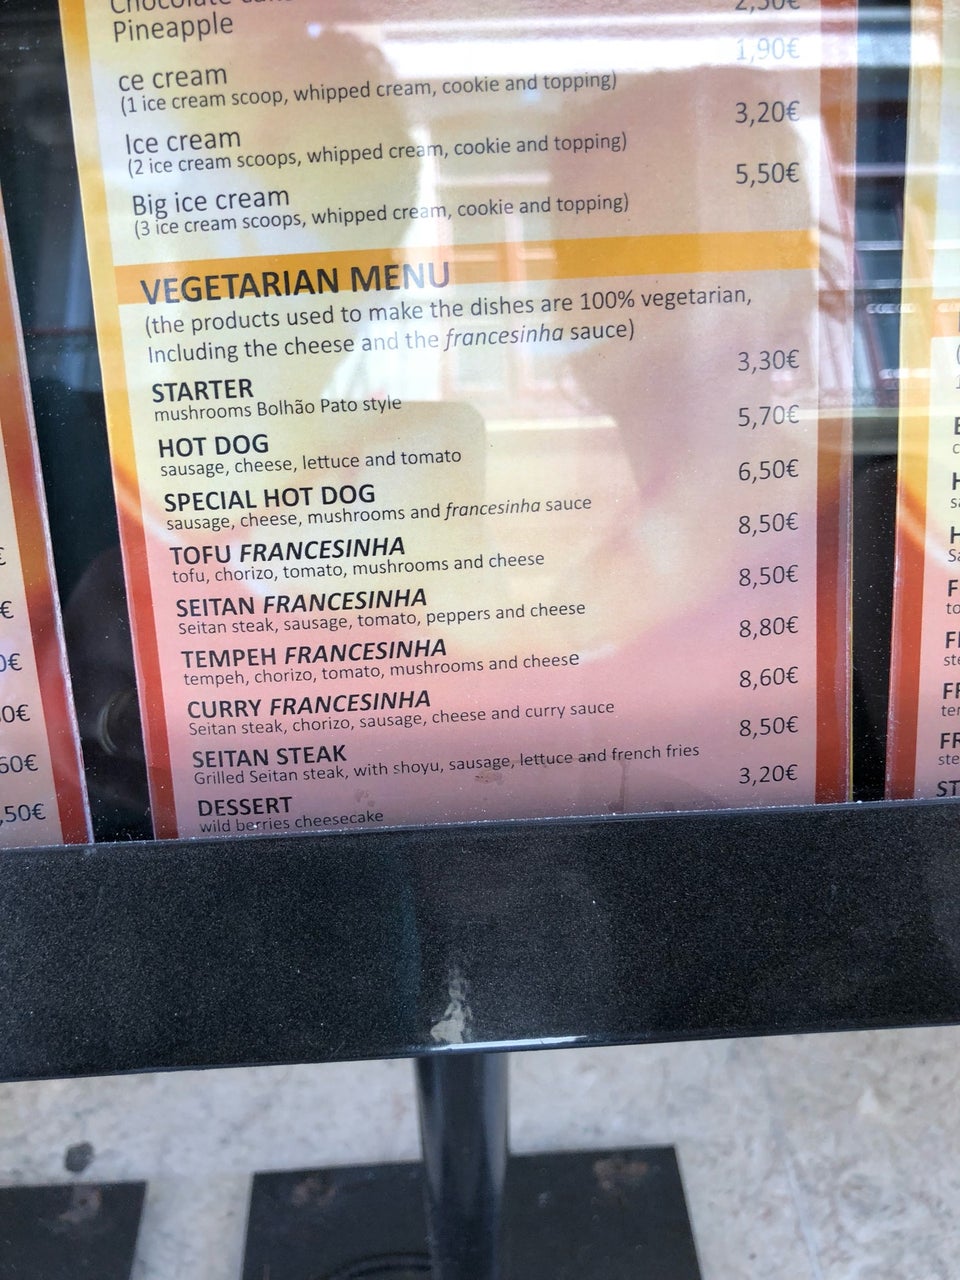 Pineapple
2,50€
ce cream
1,90€
(1 ice cream scoop, whipped cream, cookie and topping)
Ice cream
3,20€
(2 ice cream scoops, whipped cream, cookie and topping)
Big ice cream
5,50€
(3 ice cream scoops, whipped cream, cookie and topping)
VEGETARIAN MENU
(the products used to make the dishes are 100% vegetarian,
Including the cheese and the francesinha sauce)
STARTER
3,30€
mushrooms Bolhão Pato style
HOT DOG
5,70€
sausage, cheese, lettuce and tomato
SPECIAL HOT DOG
6,50€
sausage, cheese, mushrooms and francesinha sauce
TOFU FRANCESINHA
8,50€
tofu, chorizo, tomato, mushrooms and cheese
SEITAN FRANCESINHA
8,50€
Seitan steak, sausage, tomato, peppers and cheese
TEMPEH FRANCESINHA
8,80€
tempeh, chorizo, tomato, mushrooms and cheese
CURRY FRANCESINHA
8,60€
Seitan steak, chorizo, sausage, cheese and curry sauce
SEITAN STEAK
8,50€
Grilled Seitan steak, with shoyu, sausage, lettuce and french fries
DESSERT
3,20€
wild berries cheesecake